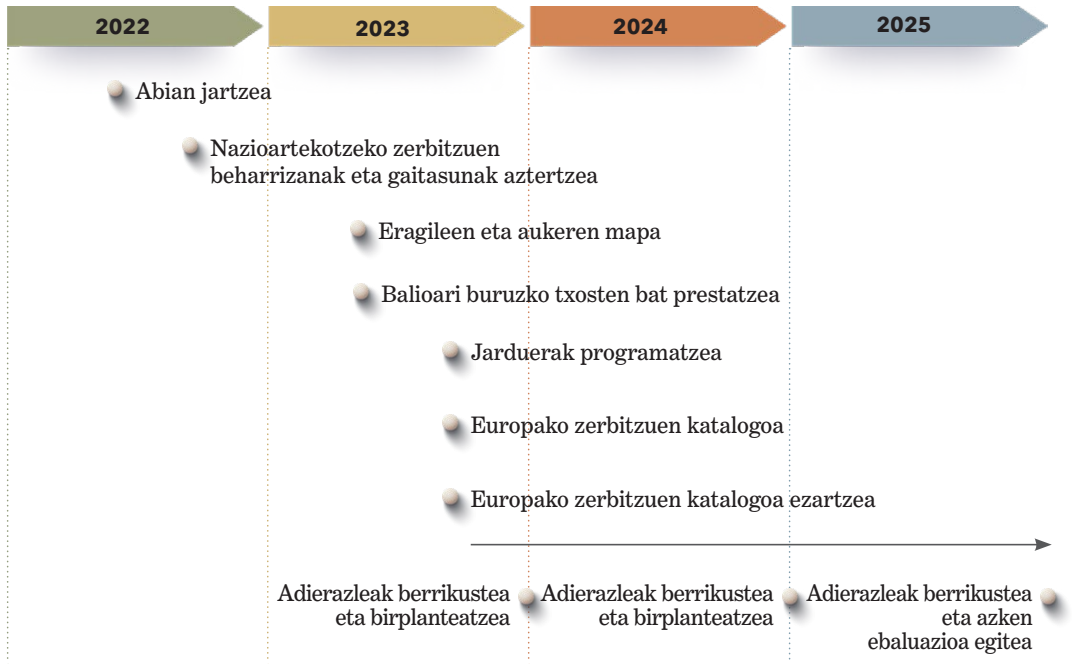 2022
2023
2024
2025
Abian jartzea
Nazioartekotzeko zerbitzuen
beharrizanak eta gaitasunak aztertzea
Eragileen eta aukeren mapa
Balioari buruzko txosten bat prestatzea
Jarduerak programatzea
Europako zerbitzuen katalogoa
Europako zerbitzuen katalogoa ezartzea
Adierazleak berrikustea
eta birplanteatzea
Adierazleak berrikustea
eta birplanteatzea
Adierazleak berrikustea
eta azken
ebaluazioa egitea